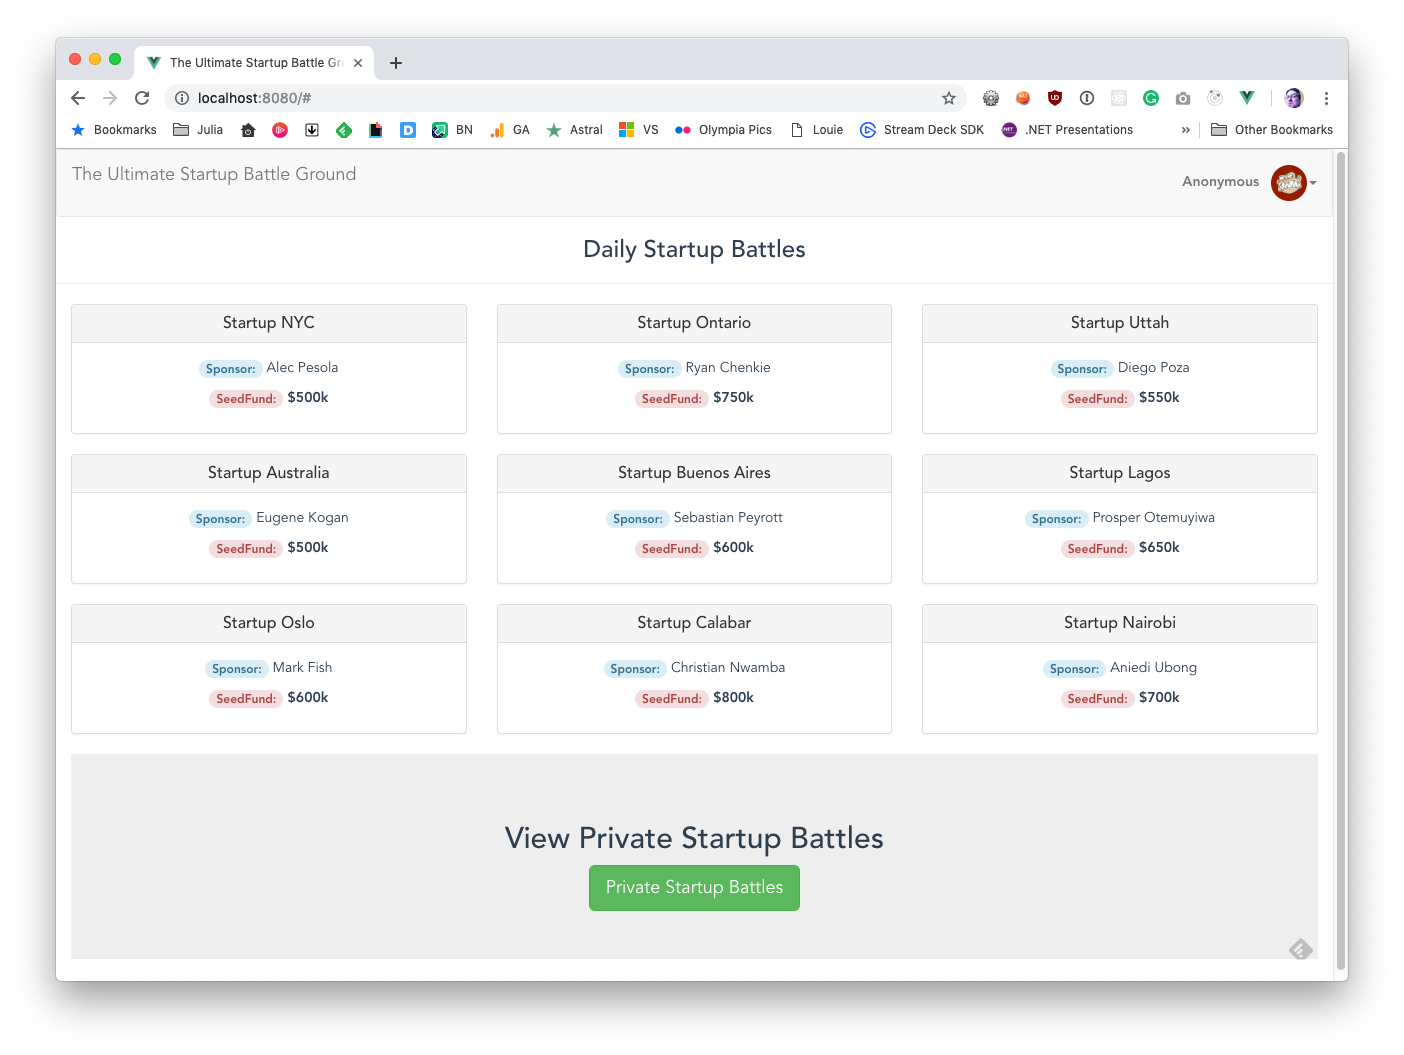 The Ultimate Startup Battle Gr
localhost:8080/#
Bookmarks Julia BN GA Astral VS Olympia Pics Louie Stream Deck SDK .NET Presentations » Other Bookmarks
The Ultimate Startup Battle Ground
Anonymous
Daily Startup Battles
Startup NYC
Sponsor: Alec Pesola
SeedFund: $500k
Startup Ontario
Sponsor: Ryan Chenkie
SeedFund: $750k
Startup Uttah
Sponsor: Diego Poza
SeedFund: $550k
Startup Australia
Sponsor: Eugene Kogan
SeedFund: $500k
Startup Buenos Aires
Sponsor: Sebastian Peyrott
SeedFund: $600k
Startup Lagos
Sponsor: Prosper Otemuyiwa
SeedFund: $650k
Startup Oslo
Sponsor: Mark Fish
SeedFund: $600k
Startup Calabar
Sponsor: Christian Nwamba
SeedFund: $800k
Startup Nairobi
Sponsor: Aniedi Ubong
SeedFund: $700k
View Private Startup Battles
Private Startup Battles